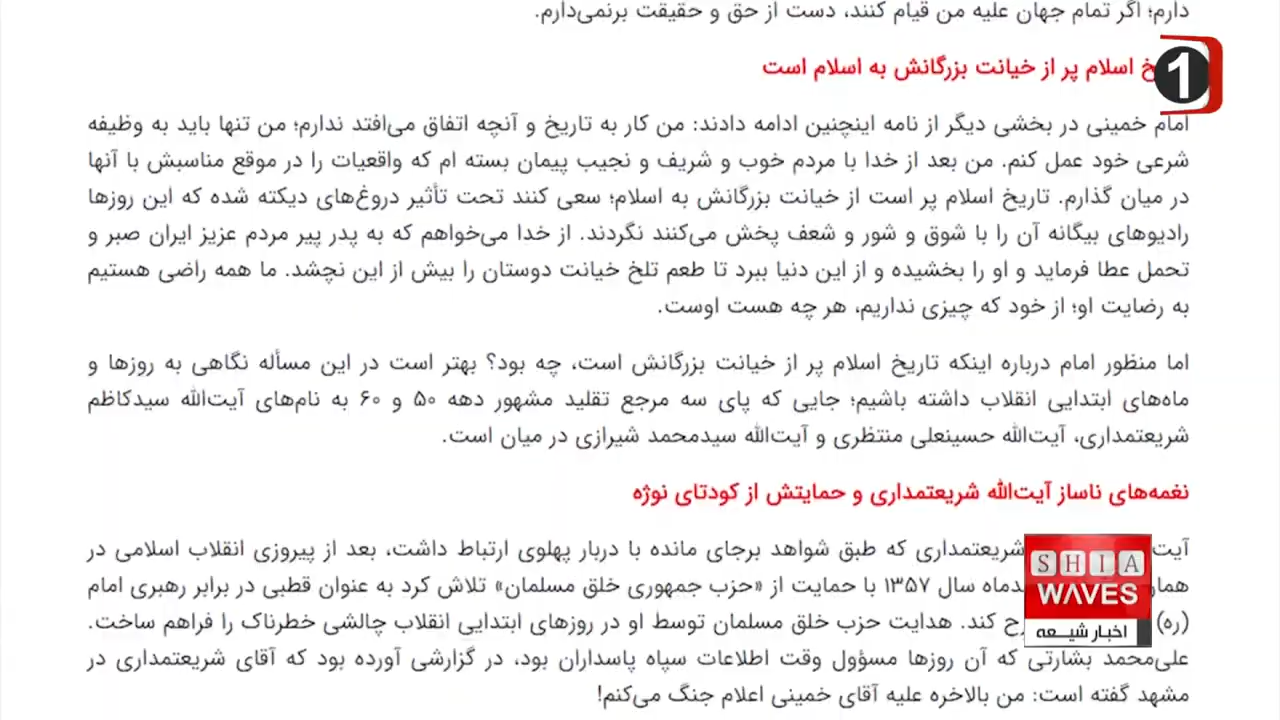 دارم؛ اگر تمام جهان علیه من قیام کنند، دست از حق و حقیقت برنمی‌دارم.
1
اسلام پر از خیانت بزرگانش به اسلام است
امام خمینی در بخشی دیگر از نامه اینچنین ادامه دادند: من کار به تاریخ و آنچه اتفاق می‌افتد ندارم؛ من تنها باید به وظیفه
شرعی خود عمل کنم. من بعد از خدا با مردم خوب و شریف و نجیب پیمان بسته ام که واقعیات را در موقع مناسبش با آنها
در میان گذارم. تاریخ اسلام پر است از خیانت بزرگانش به اسلام؛ سعی کنند تحت تأثیر دروغ‌های دیکته شده که این روزها
رادیوهای بیگانه آن را با شوق و شور و شعف پخش می‌کنند نگردند. از خدا می‌خواهم که به پدر پیر مردم عزیز ایران صبر و
تحمل عطا فرماید و او را بخشیده و از این دنیا ببرد تا طعم تلخ خیانت دوستان را بیش از این نچشد. ما همه راضی هستیم
به رضایت او؛ از خود که چیزی نداریم، هر چه هست اوست.
اما منظور امام درباره اینکه تاریخ اسلام پر از خیانت بزرگانش است، چه بود؟ بهتر است در این مسأله نگاهی به روزها و
ماه‌های ابتدایی انقلاب داشته باشیم؛ جایی که پای سه مرجع تقلید مشهور دهه ۵۰ و ۶۰ به نام‌های آیت‌الله سیدکاظم
شریعتمداری، آیت‌الله حسینعلی منتظری و آیت‌الله سیدمحمد شیرازی در میان است.
نغمه‌های ناساز آیت‌الله شریعتمداری و حمایتش از کودتای نوژه
شریعتمداری که طبق شواهد برجای مانده با دربار پهلوی ارتباط داشت، بعد از پیروزی انقلاب اسلامی در
سال ۱۳۵۷ با حمایت از «حزب جمهوری خلق مسلمان» تلاش کرد به عنوان قطبی در برابر رهبری امام
(ره) کند. هدایت حزب خلق مسلمان توسط او در روزهای ابتدایی انقلاب چالشی خطرناک را فراهم ساخت.
علی‌محمد بشارتی که آن روزها مسؤول وقت اطلاعات سپاه پاسداران بود، در گزارشی آورده بود که آقای شریعتمداری در
مشهد گفته است: من بالاخره علیه آقای خمینی اعلام جنگ می‌کنم!
SHIA
WAVES
اخبار شیعه